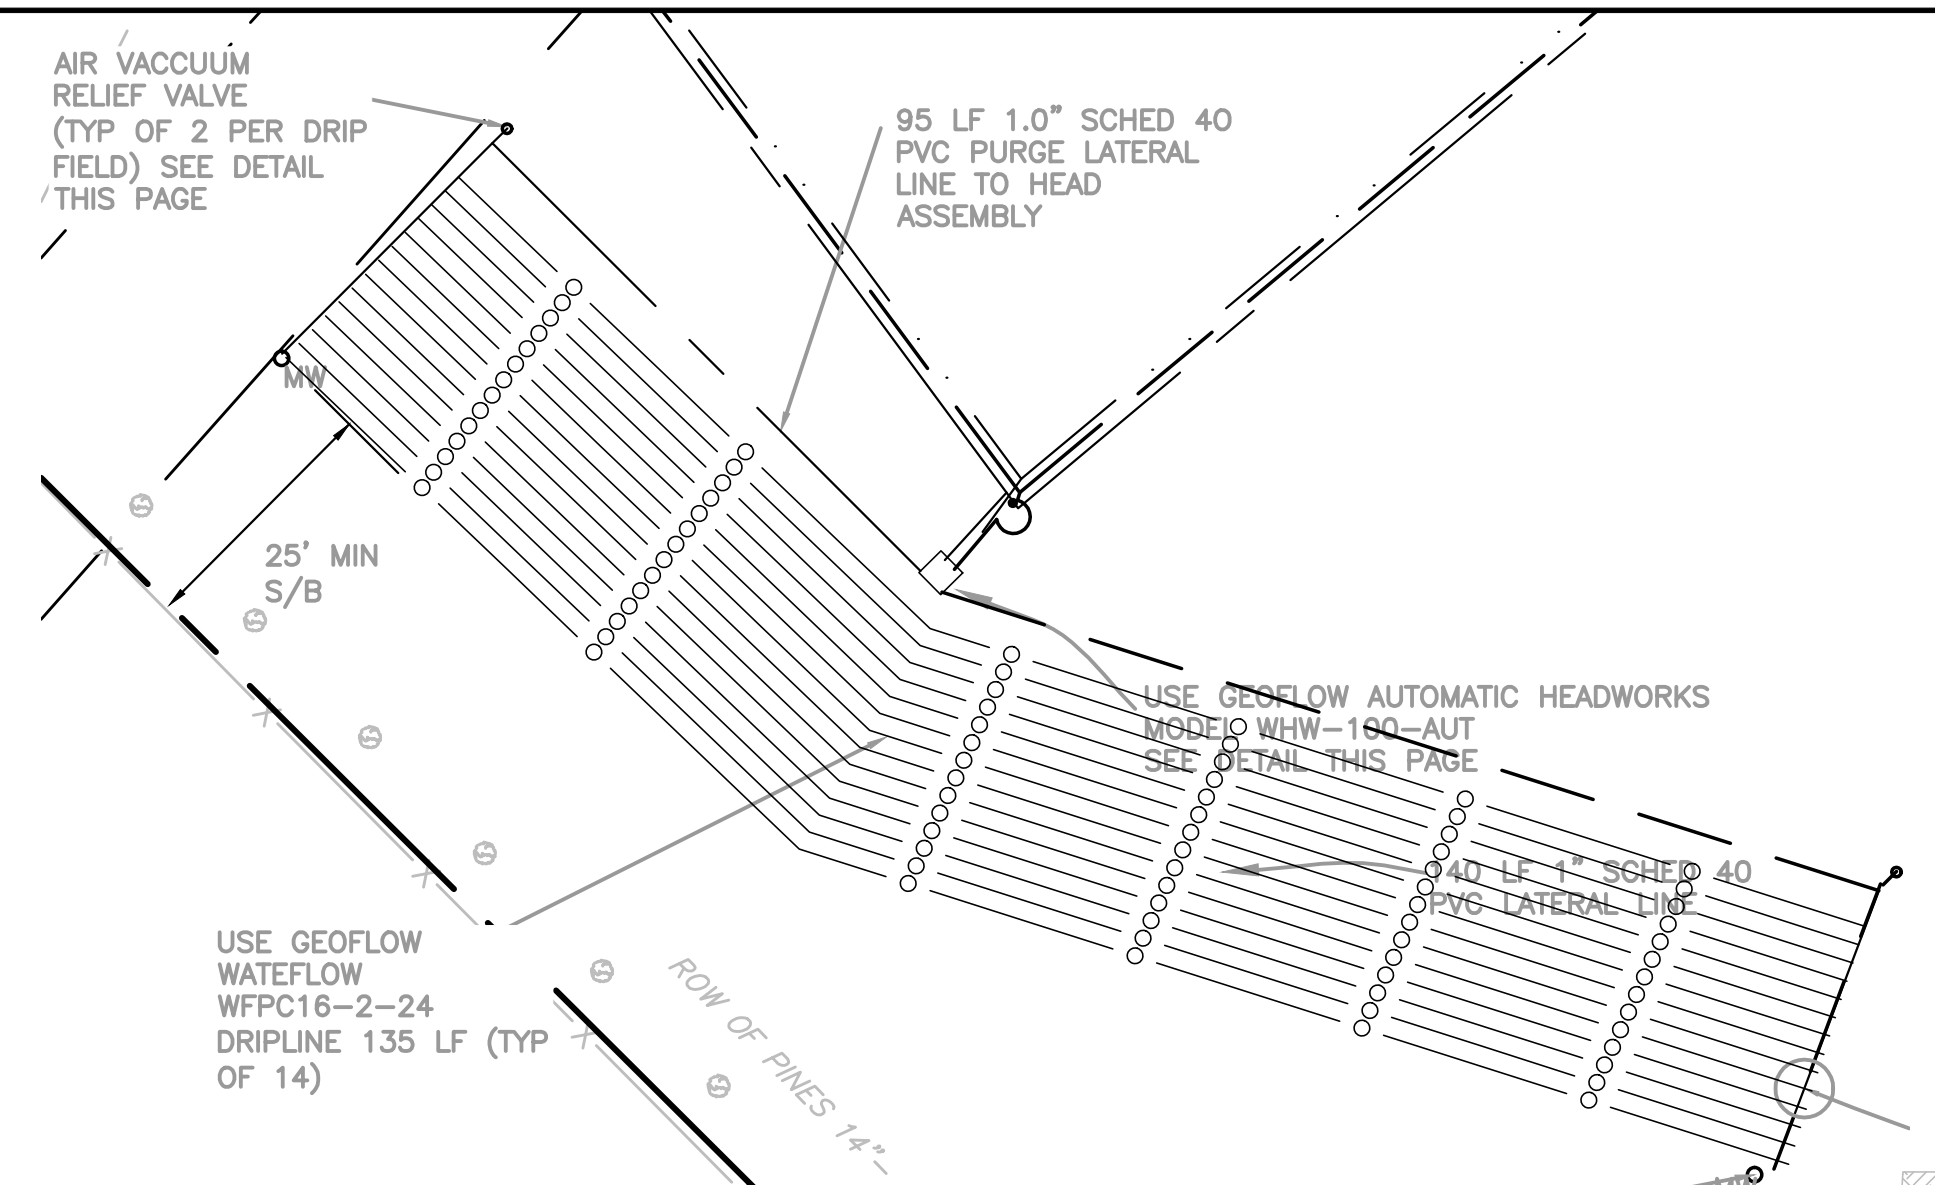 AIR VACCUUM
RELIEF VALVE
(TYP OF 2 PER DRIP
FIELD) SEE DETAIL
THIS PAGE
95 LF 1.0" SCHED 40
PVC PURGE LATERAL
LINE TO HEAD
ASSEMBLY
MW
25' MIN
S/B
USE GEOFLOW AUTOMATIC HEADWORKS
MODEL WHW-100-AUT
SEE DETAIL THIS PAGE
140 LF 1" SCHED 40
PVC LATERAL LINE
USE GEOFLOW
WATEFLOW
WFPC16-2-24
DRIPLINE 135 LF (TYP
OF 14)
ROW OF PINES 14"-